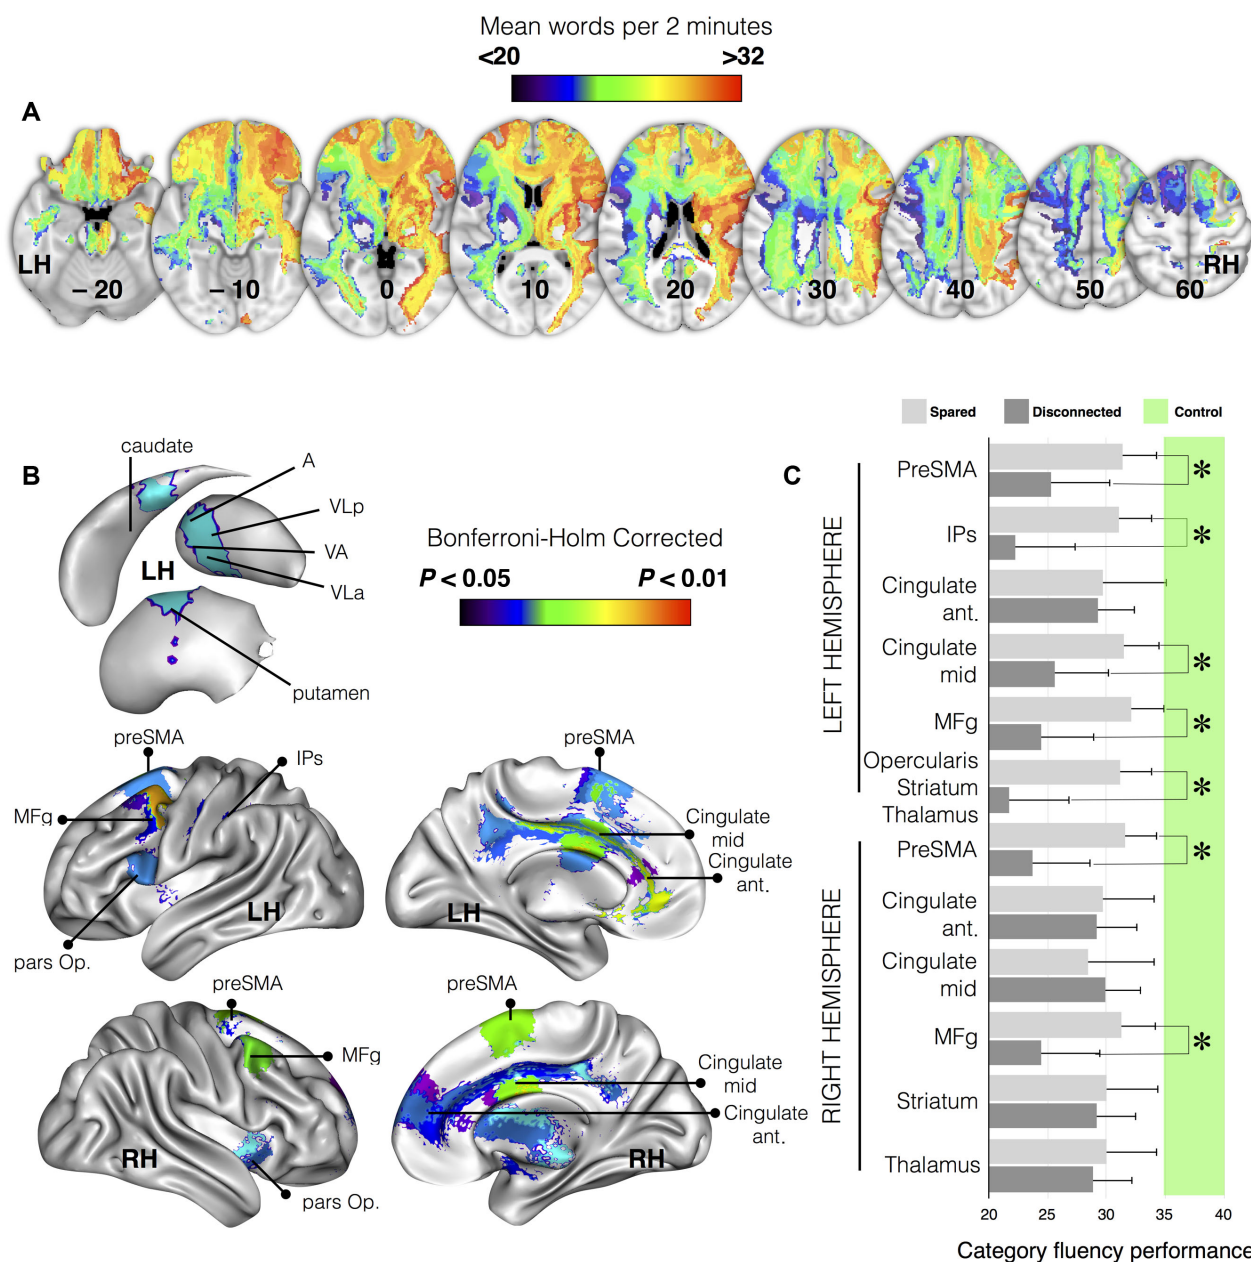 Mean words per 2 minutes
<20 >32
A
LH
– 20 – 10 0 10 20 30 40 50 60
RH
B
caudate
A
VLp
VA
VLa
LH
putamen
Bonferroni-Holm Corrected
P < 0.05 P < 0.01
preSMA
IPs
MFg
LH
pars Op.
preSMA
Cingulate
mid
Cingulate
ant.
LH
preSMA
MFg
RH
pars Op.
preSMA
Cingulate
mid
Cingulate
ant.
RH
C
Spared Disconnected Control
LEFT HEMISPHERE
PreSMA *
IPs *
Cingulate
ant.
Cingulate
mid *
MFg *
Opercularis
Striatum *
Thalamus
RIGHT HEMISPHERE
PreSMA *
Cingulate
ant.
Cingulate
mid
MFg *
Striatum
Thalamus
20 25 30 35 40
Category fluency performance